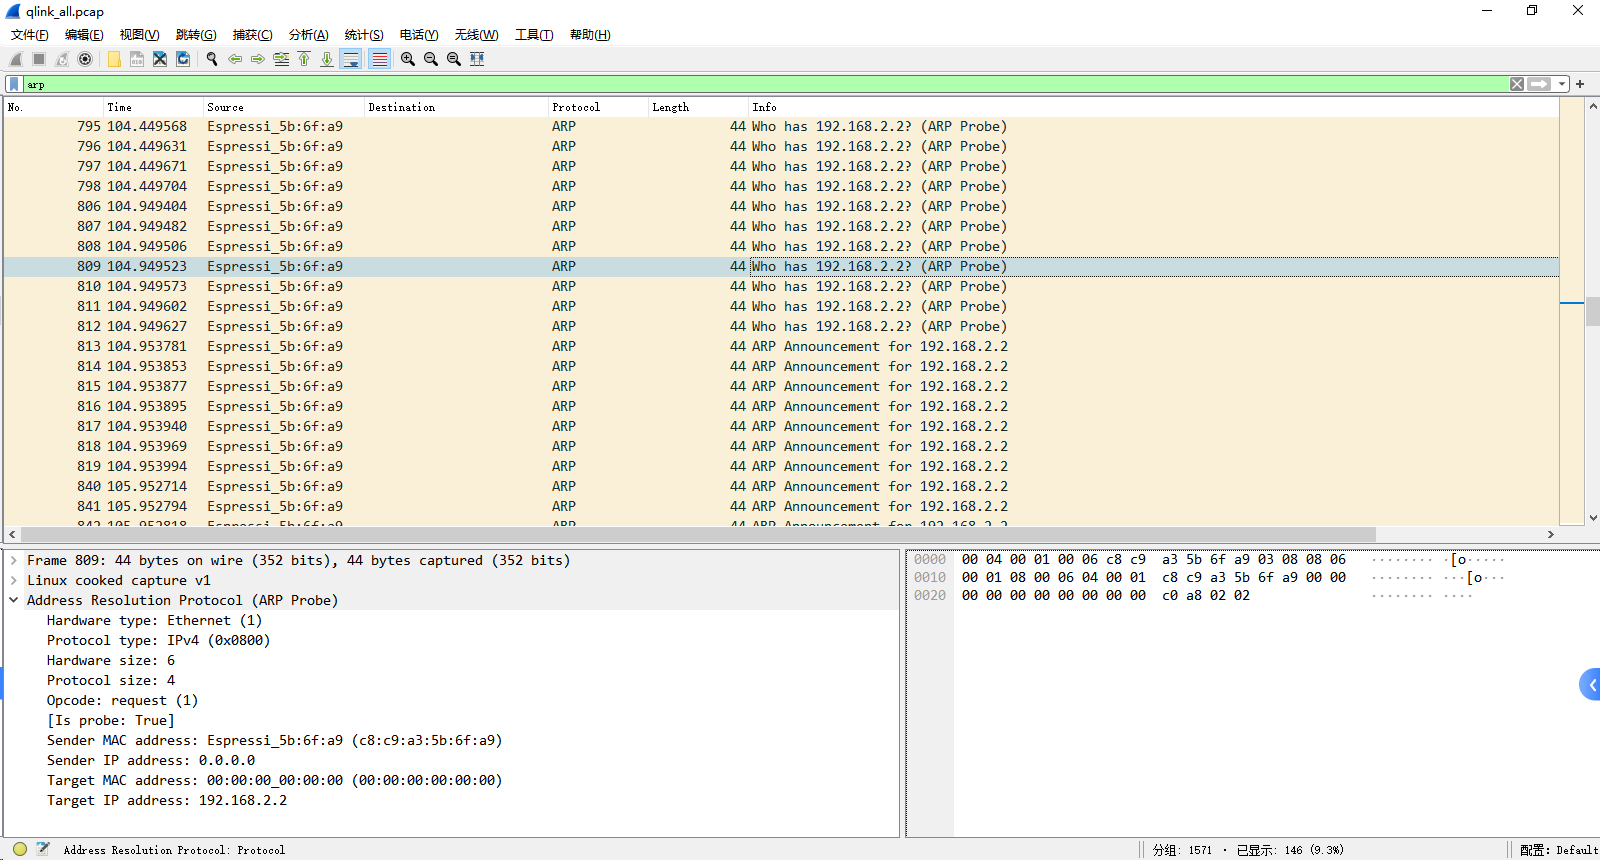 qlink_all.pcap
文件(F) 编辑(E) 视图(V) 跳转(G) 捕获(C) 分析(A) 统计(S) 电话(Y) 无线(W) 工具(T) 帮助(H)
arp
No. Time Source Destination Protocol Length Info
795 104.449568 Espressi_5b:6f:a9 ARP 44 Who has 192.168.2.2? (ARP Probe)
796 104.449631 Espressi_5b:6f:a9 ARP 44 Who has 192.168.2.2? (ARP Probe)
797 104.449671 Espressi_5b:6f:a9 ARP 44 Who has 192.168.2.2? (ARP Probe)
798 104.449704 Espressi_5b:6f:a9 ARP 44 Who has 192.168.2.2? (ARP Probe)
806 104.949404 Espressi_5b:6f:a9 ARP 44 Who has 192.168.2.2? (ARP Probe)
807 104.949482 Espressi_5b:6f:a9 ARP 44 Who has 192.168.2.2? (ARP Probe)
808 104.949506 Espressi_5b:6f:a9 ARP 44 Who has 192.168.2.2? (ARP Probe)
809 104.949523 Espressi_5b:6f:a9 ARP 44 Who has 192.168.2.2? (ARP Probe)
810 104.949573 Espressi_5b:6f:a9 ARP 44 Who has 192.168.2.2? (ARP Probe)
811 104.949602 Espressi_5b:6f:a9 ARP 44 Who has 192.168.2.2? (ARP Probe)
812 104.949627 Espressi_5b:6f:a9 ARP 44 Who has 192.168.2.2? (ARP Probe)
813 104.953781 Espressi_5b:6f:a9 ARP 44 ARP Announcement for 192.168.2.2
814 104.953853 Espressi_5b:6f:a9 ARP 44 ARP Announcement for 192.168.2.2
815 104.953877 Espressi_5b:6f:a9 ARP 44 ARP Announcement for 192.168.2.2
816 104.953895 Espressi_5b:6f:a9 ARP 44 ARP Announcement for 192.168.2.2
817 104.953940 Espressi_5b:6f:a9 ARP 44 ARP Announcement for 192.168.2.2
818 104.953969 Espressi_5b:6f:a9 ARP 44 ARP Announcement for 192.168.2.2
819 104.953994 Espressi_5b:6f:a9 ARP 44 ARP Announcement for 192.168.2.2
840 105.952714 Espressi_5b:6f:a9 ARP 44 ARP Announcement for 192.168.2.2
841 105.952794 Espressi_5b:6f:a9 ARP 44 ARP Announcement for 192.168.2.2
842 105.952818 Espressi_5b:6f:a9 ARP 44 ARP Announcement for 192.168.2.2
Frame 809: 44 bytes on wire (352 bits), 44 bytes captured (352 bits)
Linux cooked capture v1
Address Resolution Protocol (ARP Probe)
Hardware type: Ethernet (1)
Protocol type: IPv4 (0x0800)
Hardware size: 6
Protocol size: 4
Opcode: request (1)
[Is probe: True]
Sender MAC address: Espressi_5b:6f:a9 (c8:c9:a3:5b:6f:a9)
Sender IP address: 0.0.0.0
Target MAC address: 00:00:00_00:00:00 (00:00:00:00:00:00)
Target IP address: 192.168.2.2
0000 00 04 00 01 00 06 c8 c9 a3 5b 6f a9 03 08 08 06 ········ ·[o·····
0010 00 01 08 00 06 04 00 01 c8 c9 a3 5b 6f a9 00 00 ········ ···[o···
0020 00 00 00 00 00 00 00 00 c0 a8 02 02 ········ ····
Address Resolution Protocol: Protocol
分组: 1571 · 已显示: 146 (9.3%)
配置: Default